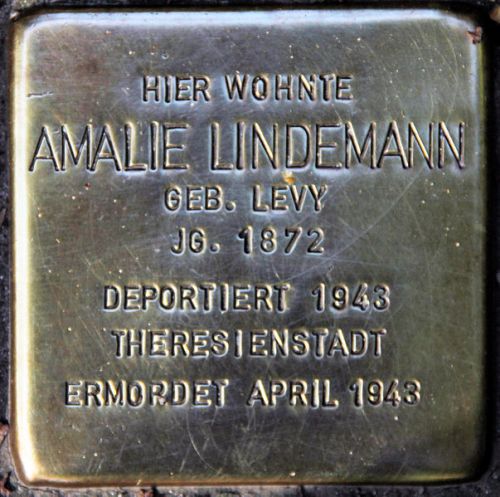 HIER WOHNTE
AMALIE LINDEMANN
GEB. LEVY
JG. 1872
DEPORTIERT 1943
THERESIENSTADT
ERMORDET APRIL 1943